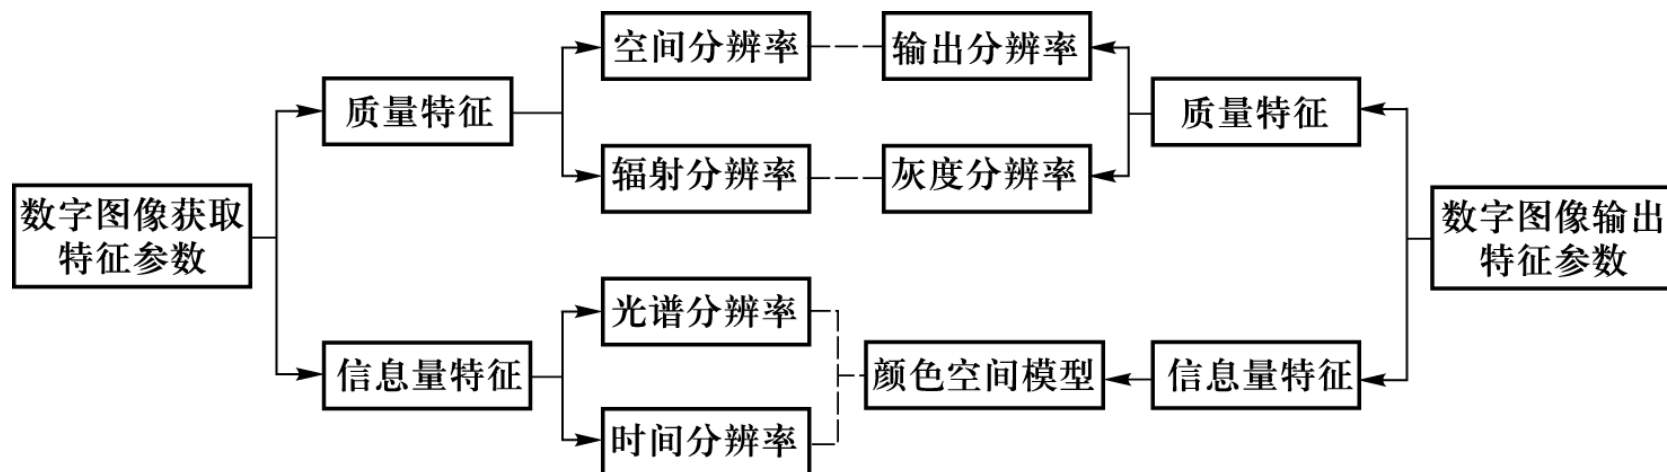 空间分辨率
输出分辨率
质量特征
质量特征
辐射分辨率
灰度分辨率
数字图像获取
特征参数
数字图像输出
特征参数
光谱分辨率
信息量特征
颜色空间模型
信息量特征
时间分辨率